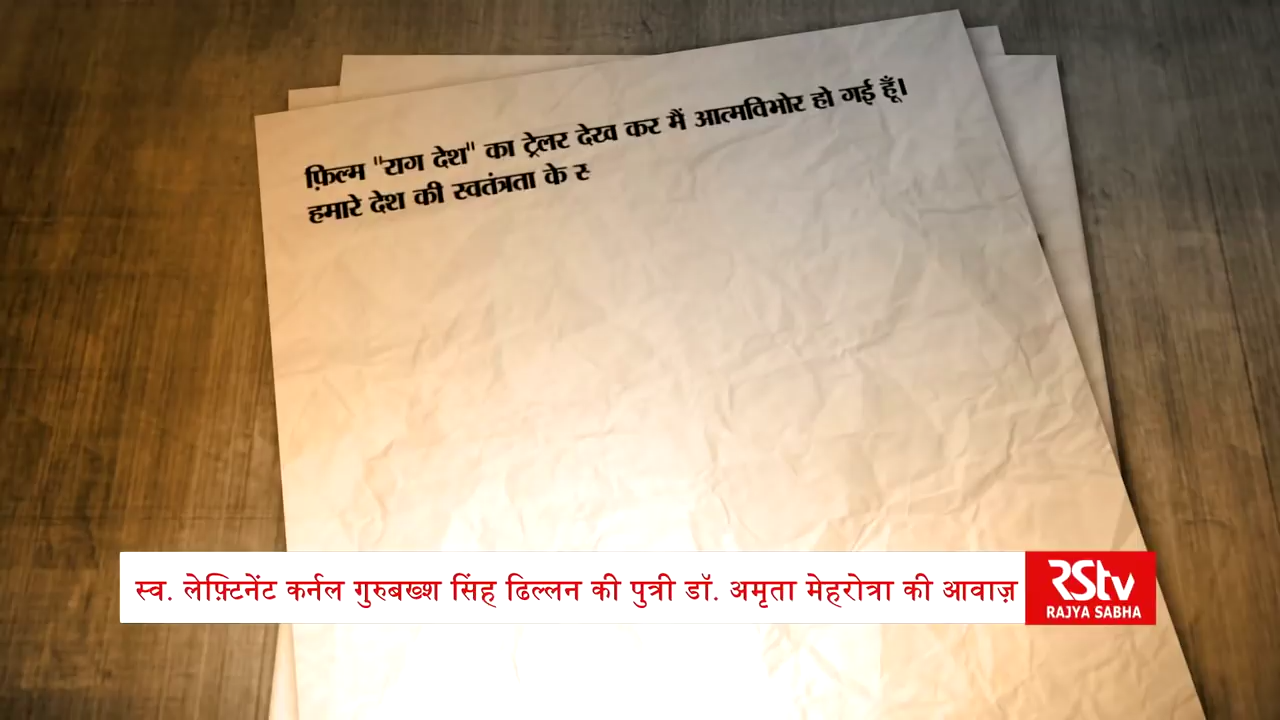 फ़िल्म "राग देश" का ट्रेलर देख कर मैं आत्मविभोर हो गई हूँ।
हमारे देश की स्वतंत्रता के स
स्व. लेफ़्टिनेंट कर्नल गुरुबख्श सिंह ढिल्लन की पुत्री डॉ. अमृता मेहरोत्रा की आवाज़
RStv
RAJYA SABHA